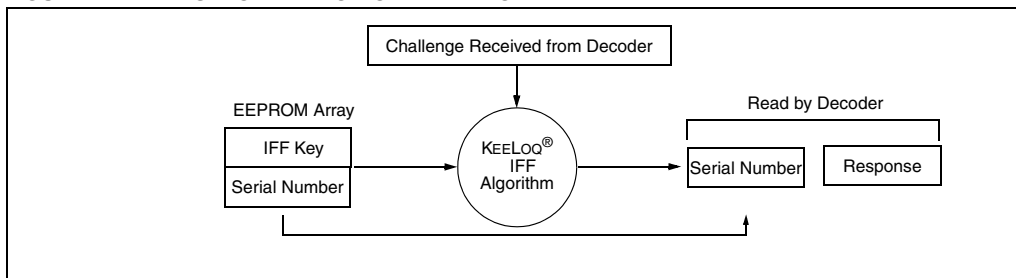 Challenge Received from Decoder
EEPROM Array
Read by Decoder
IFF Key
Serial Number
KEELOQ®
IFF
Algorithm
Serial Number
Response